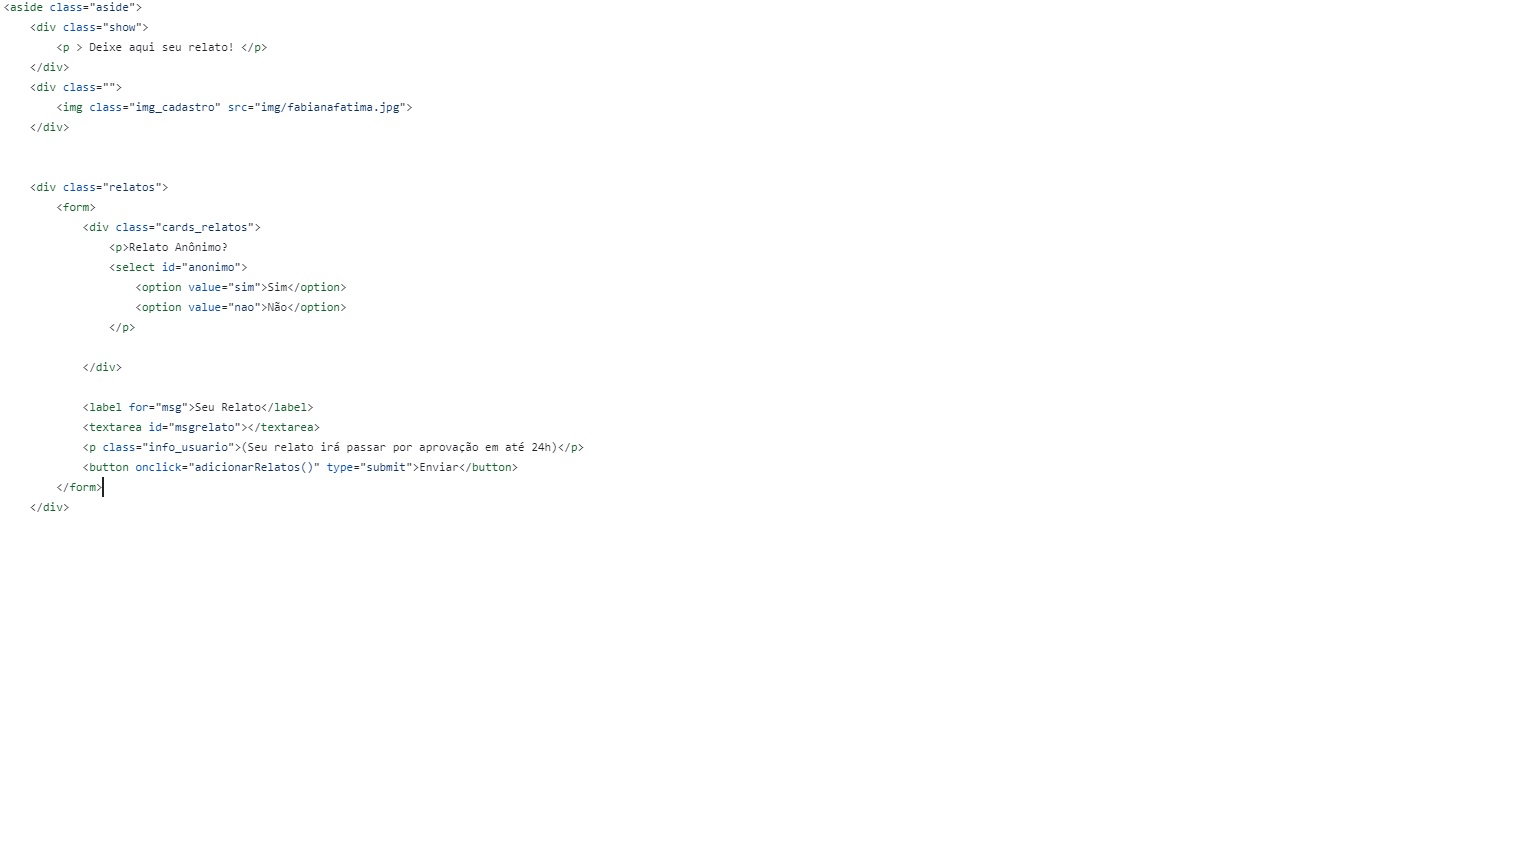 <aside class="aside">
    <div class="show">
        <p > Deixe aqui seu relato! </p>
    </div>
    <div class="">
        <img class="img_cadastro" src="img/fabianafatima.jpg">
    </div>
    <div class="relatos">
        <form>
            <div class="cards_relatos">
                <p>Relato Anônimo?
                <select id="anonimo">
                    <option value="sim">Sim</option>
                    <option value="nao">Não</option>
                </p>
            </div>
            <label for="msg">Seu Relato</label>
            <textarea id="msgrelato"></textarea>
            <p class="info_usuario">(Seu relato irá passar por aprovação em até 24h)</p>
            <button onclick="adicionarRelatos()" type="submit">Enviar</button>
        </form>
    </div>